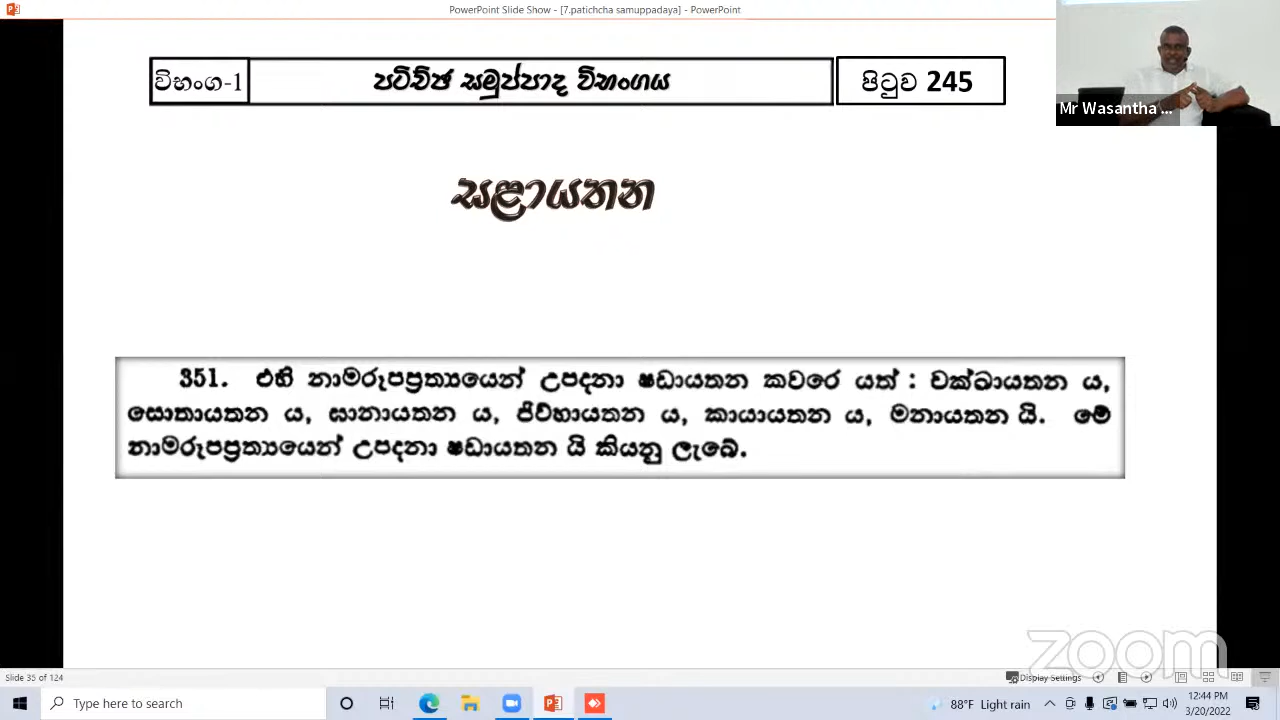 PowerPoint Slide Show - [7.patichcha samuppadaya] - PowerPoint
විභංග-1
පටිච්ඡ සමුප්පාද විභංගය
පිටුව 245
Mr Wasantha ...
සළායතන
351. එහි නාමරූපප්‍රත්‍යයෙන් උපදනා ෂඩායතන කවරෙ යත් : චක්ඛායතන ය,
සොතායතන ය, ඝානායතන ය, ජිව්හායතන ය, කායායතන ය, මනායතන යි. මේ
නාමරූපප්‍රත්‍යයෙන් උපදනා ෂඩායතන යි කියනු ලැබේ.
zoom
Slide 35 of 124
Display Settings
Type here to search
88°F Light rain
12:44 PM
3/20/2022